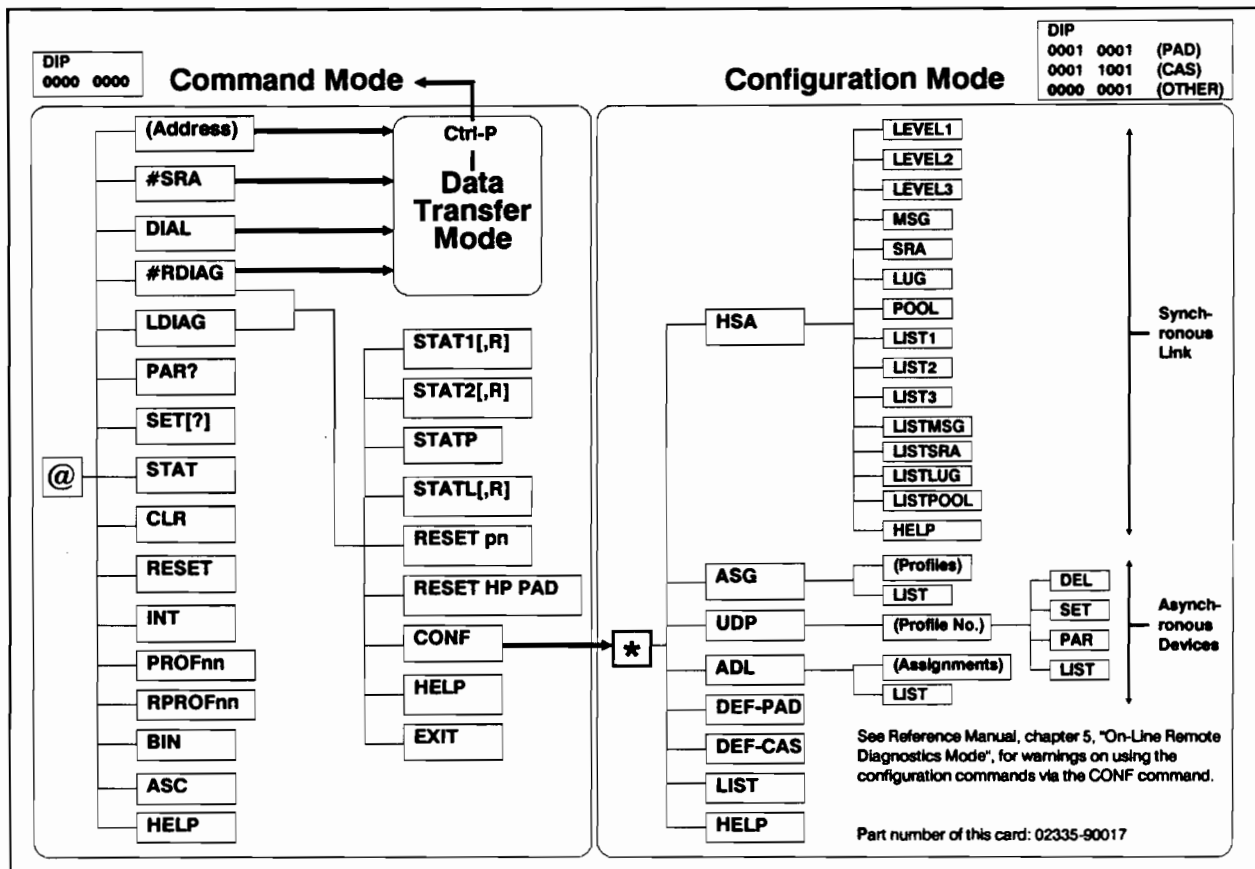 DIP
0000 0000
Command Mode
(Address)
#SRA
DIAL
#RDIAG
LDIAG
PAR?
SET[?]
@
STAT
CLR
RESET
INT
PROFnn
RPROFnn
BIN
ASC
HELP
Ctrl-P
Data
Transfer
Mode
STAT1[,R]
STAT2[,R]
STATP
STATL[,R]
RESET pn
RESET HP PAD
CONF
HELP
EXIT
Configuration Mode
DIP
0001 0001 (PAD)
0001 1001 (CAS)
0000 0001 (OTHER)
*
HSA
LEVEL1
LEVEL2
LEVEL3
MSG
SRA
LUG
POOL
LIST1
LIST2
LIST3
LISTMSG
LISTSRA
LISTLUG
LISTPOOL
HELP
Synch-
ronous
Link
ASG
(Profiles)
LIST
UDP
(Profile No.)
DEL
SET
PAR
LIST
Asynch-
ronous
Devices
ADL
(Assignments)
LIST
DEF-PAD
DEF-CAS
LIST
HELP
See Reference Manual, chapter 5, "On-Line Remote
Diagnostics Mode", for warnings on using the
configuration commands via the CONF command.
Part number of this card: 02335-90017